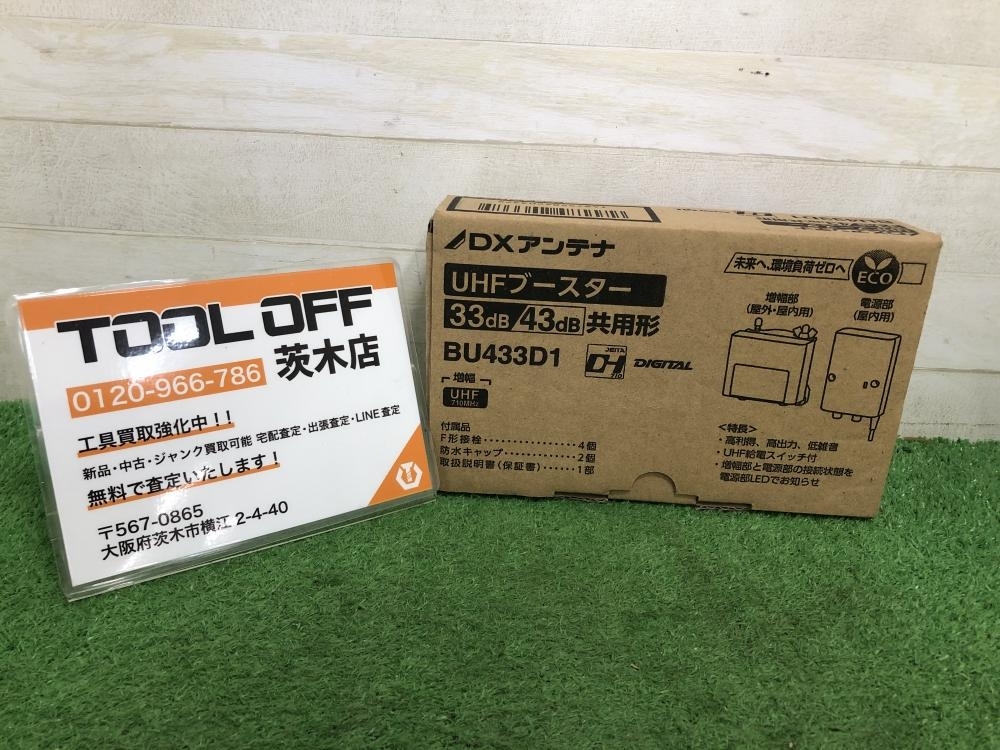 TOOL OFF
茨木店
0120-966-786
工具買取強化中!!
新品・中古・ジャンク買取可能 宅配査定・出張査定・LINE査定
無料で査定いたします!
〒567-0865
大阪府茨木市横江2-4-40
DXアンテナ
UHFブースター
33dB/43dB共用形
BU433D1
JEITA
DH
710
DIGITAL
増幅
UHF
710MHz
付属品
F形接栓・・・・・・・・・・・・・・4個
防水キャップ・・・・・・・・・・2個
取扱説明書(保証書)・・・・・1部
未来へ、環境負荷ゼロへ
ECO
増幅部
(屋外・屋内用)
電源部
(屋内用)
<特長>
・高利得、高出力、低雑音
・UHF給電スイッチ付
・増幅部と電源部の接続状態を
電源部LEDでお知らせ